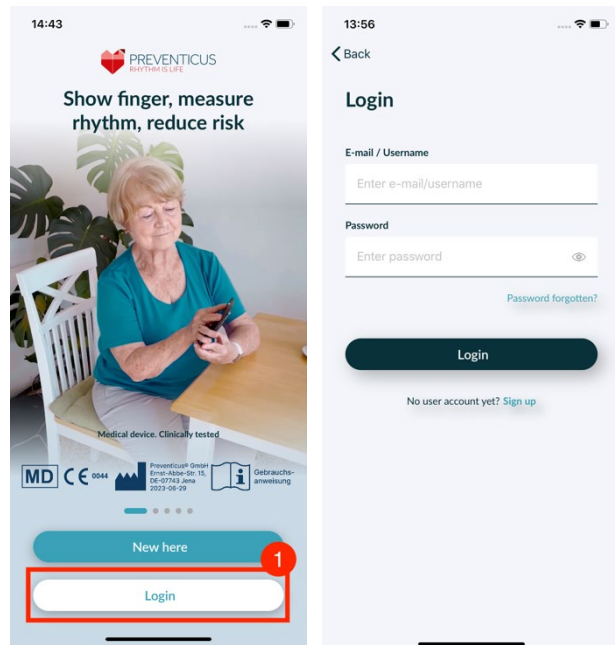 14:43
PREVENTICUS
RHYTHM IS LIFE
Show finger, measure
rhythm, reduce risk
Medical device. Clinically tested
MD
CE 0044
Preventicus® GmbH
Ernst-Abbe-Str. 15,
DE-07743 Jena
2023-08-29
i
Gebrauchs-
anweisung
New here
1
Login
13:56
Back
Login
E-mail / Username
Enter e-mail/username
Password
Enter password
Password forgotten?
Login
No user account yet? Sign up